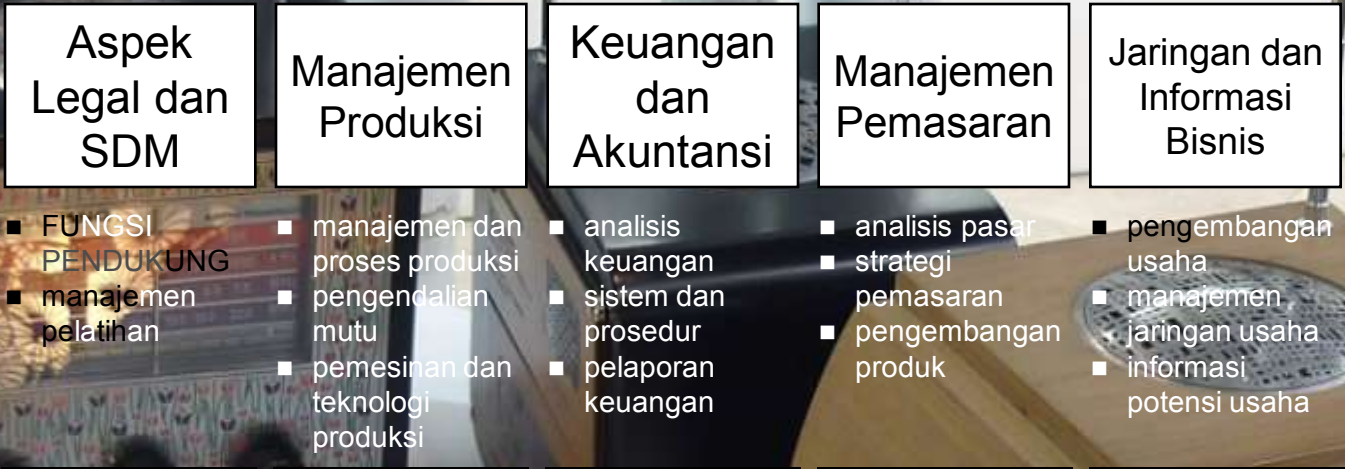 Aspek
Legal dan
SDM
Manajemen
Produksi
Keuangan
dan
Akuntansi
Manajemen
Pemasaran
Jaringan dan
Informasi
Bisnis
■ FUNGSI
PENDUKUNG
■ manajemen
pelatihan
■ manajemen dan
proses produksi
■ pengendalian
mutu
■ pemesinan dan
teknologi
produksi
■ analisis
keuangan
■ sistem dan
prosedur
■ pelaporan
keuangan
■ analisis pasar
■ strategi
pemasaran
■ pengembangan
produk
■ pengembangan
usaha
■ manajemen
jaringan usaha
■ informasi
potensi usaha